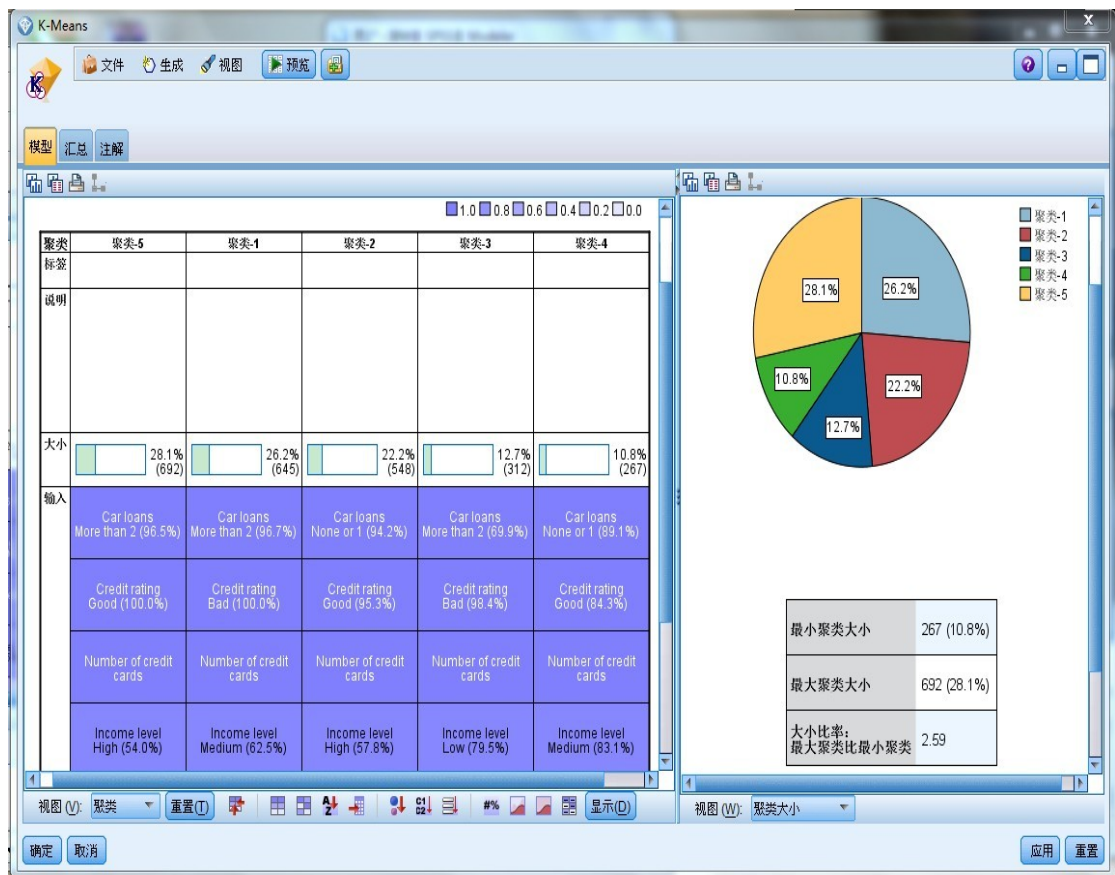 K-Means
X
文件 生成 视图 预览
模型 汇总 注解
1.0 0.8 0.6 0.4 0.2 0.0
聚类 聚类-5 聚类-1 聚类-2 聚类-3 聚类-4
标签
说明
大小
28.1% 26.2% 22.2% 12.7% 10.8%
(692) (645) (548) (312) (267)
输入
Car loans Car loans Car loans Car loans Car loans
More than 2 (96.5%) More than 2 (96.7%) None or 1 (94.2%) More than 2 (69.9%) None or 1 (89.1%)
Credit rating Credit rating Credit rating Credit rating Credit rating
Good (100.0%) Bad (100.0%) Good (95.3%) Bad (98.4%) Good (84.3%)
Number of credit Number of credit Number of credit Number of credit Number of credit
cards cards cards cards cards
Income level Income level Income level Income level Income level
High (54.0%) Medium (62.5%) High (57.8%) Low (79.5%) Medium (83.1%)
视图 (V): 聚类 重置(T) #% 显示(D)
聚类-1
聚类-2
聚类-3
聚类-4
聚类-5
28.1% 26.2%
10.8% 22.2%
12.7%
最小聚类大小 267 (10.8%)
最大聚类大小 692 (28.1%)
大小比率:
最大聚类比最小聚类 2.59
视图 (W): 聚类大小
确定 取消 应用 重置